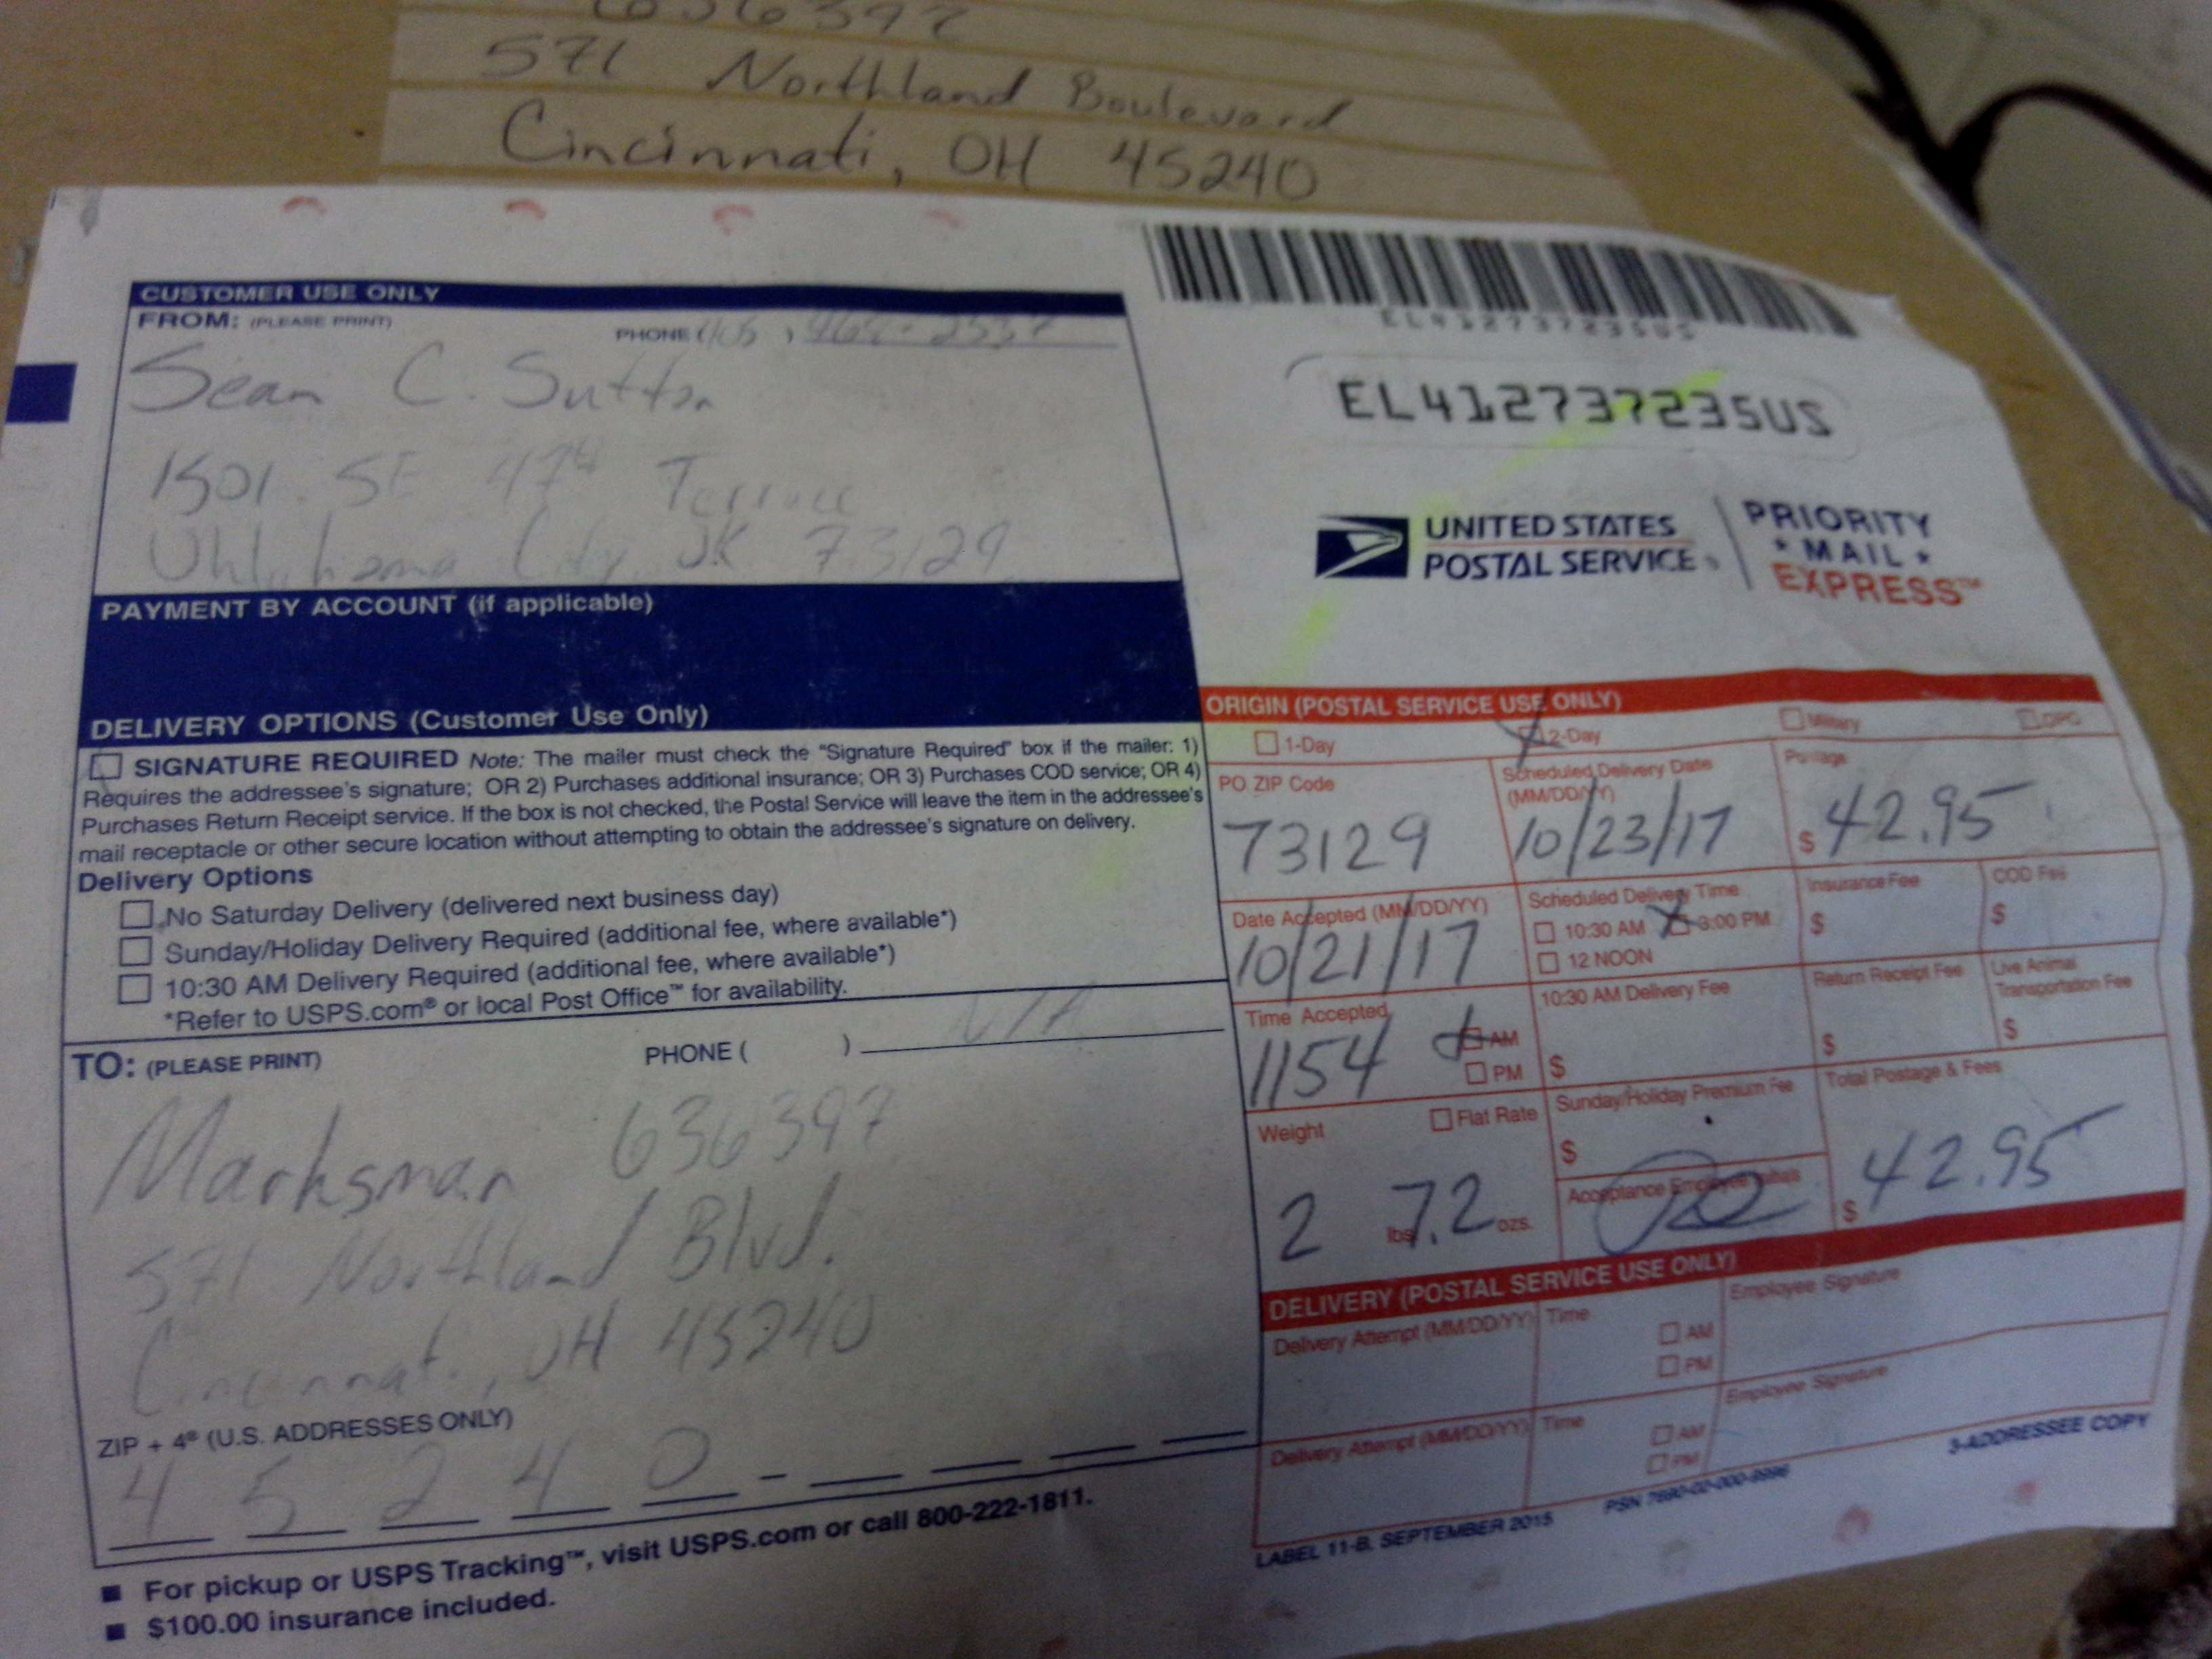 571 Northland Boulevard
Cincinnati, OH 45240
CUSTOMER USE ONLY
FROM: (PLEASE PRINT)
PHONE ( )
Sean C. Sutton
1501 SE 47th Terrace
Oklahoma City, OK 73129
PAYMENT BY ACCOUNT (if applicable)
DELIVERY OPTIONS (Customer Use Only)
SIGNATURE REQUIRED Note: The mailer must check the "Signature Required" box if the mailer: 1)
Requires the addressee's signature; OR 2) Purchases additional insurance; OR 3) Purchases COD service; OR 4)
Purchases Return Receipt service. If the box is not checked, the Postal Service will leave the item in the addressee's
mail receptacle or other secure location without attempting to obtain the addressee's signature on delivery.
Delivery Options
No Saturday Delivery (delivered next business day)
Sunday/Holiday Delivery Required (additional fee, where available*)
10:30 AM Delivery Required (additional fee, where available*)
*Refer to USPS.com® or local Post Office™ for availability.
TO: (PLEASE PRINT)
PHONE ( ) N/A
Marksman 636397
571 Northland Blvd.
Cincinnati, OH 45240
ZIP + 4® (U.S. ADDRESSES ONLY)
4 5 2 4 0 -
For pickup or USPS Tracking™, visit USPS.com or call 800-222-1811.
$100.00 insurance included.
EL412737235US
EL412737235US
UNITED STATES
POSTAL SERVICE
PRIORITY
* MAIL *
EXPRESS™
ORIGIN (POSTAL SERVICE USE ONLY)
1-Day 2-Day Military DPO
PO ZIP Code
73129
Scheduled Delivery Date
(MM/DD/YY)
10/23/17
Postage
$ 42.95
Date Accepted (MM/DD/YY)
10/21/17
Scheduled Delivery Time
10:30 AM 3:00 PM
12 NOON
Insurance Fee
$
COD Fee
$
Time Accepted
1154 AM
PM
10:30 AM Delivery Fee
$
Return Receipt Fee
$
Live Animal
Transportation Fee
$
Weight Flat Rate
2 lbs. 7.2 ozs.
Sunday/Holiday Premium Fee
$
Total Postage & Fees
$ 42.95
Acceptance Employee Initials
DELIVERY (POSTAL SERVICE USE ONLY)
Delivery Attempt (MM/DD/YY) Time
AM
PM
Employee Signature
Delivery Attempt (MM/DD/YY) Time
AM
PM
Employee Signature
LABEL 11-B, SEPTEMBER 2015
PSN 7690-02-000-9996
3-ADDRESSEE COPY